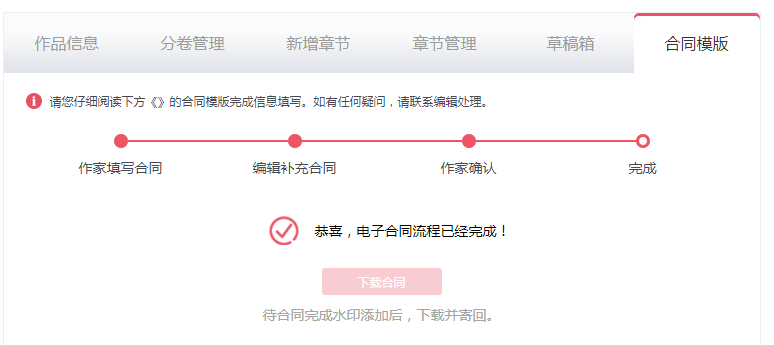 作品信息 分卷管理 新增章节 章节管理 草稿箱 合同模版
请您仔细阅读下方《》的合同模版完成信息填写。如有任何疑问，请联系编辑处理。
作家填写合同 编辑补充合同 作家确认 完成
恭喜，电子合同流程已经完成！
下载合同
待合同完成水印添加后，下载并寄回。